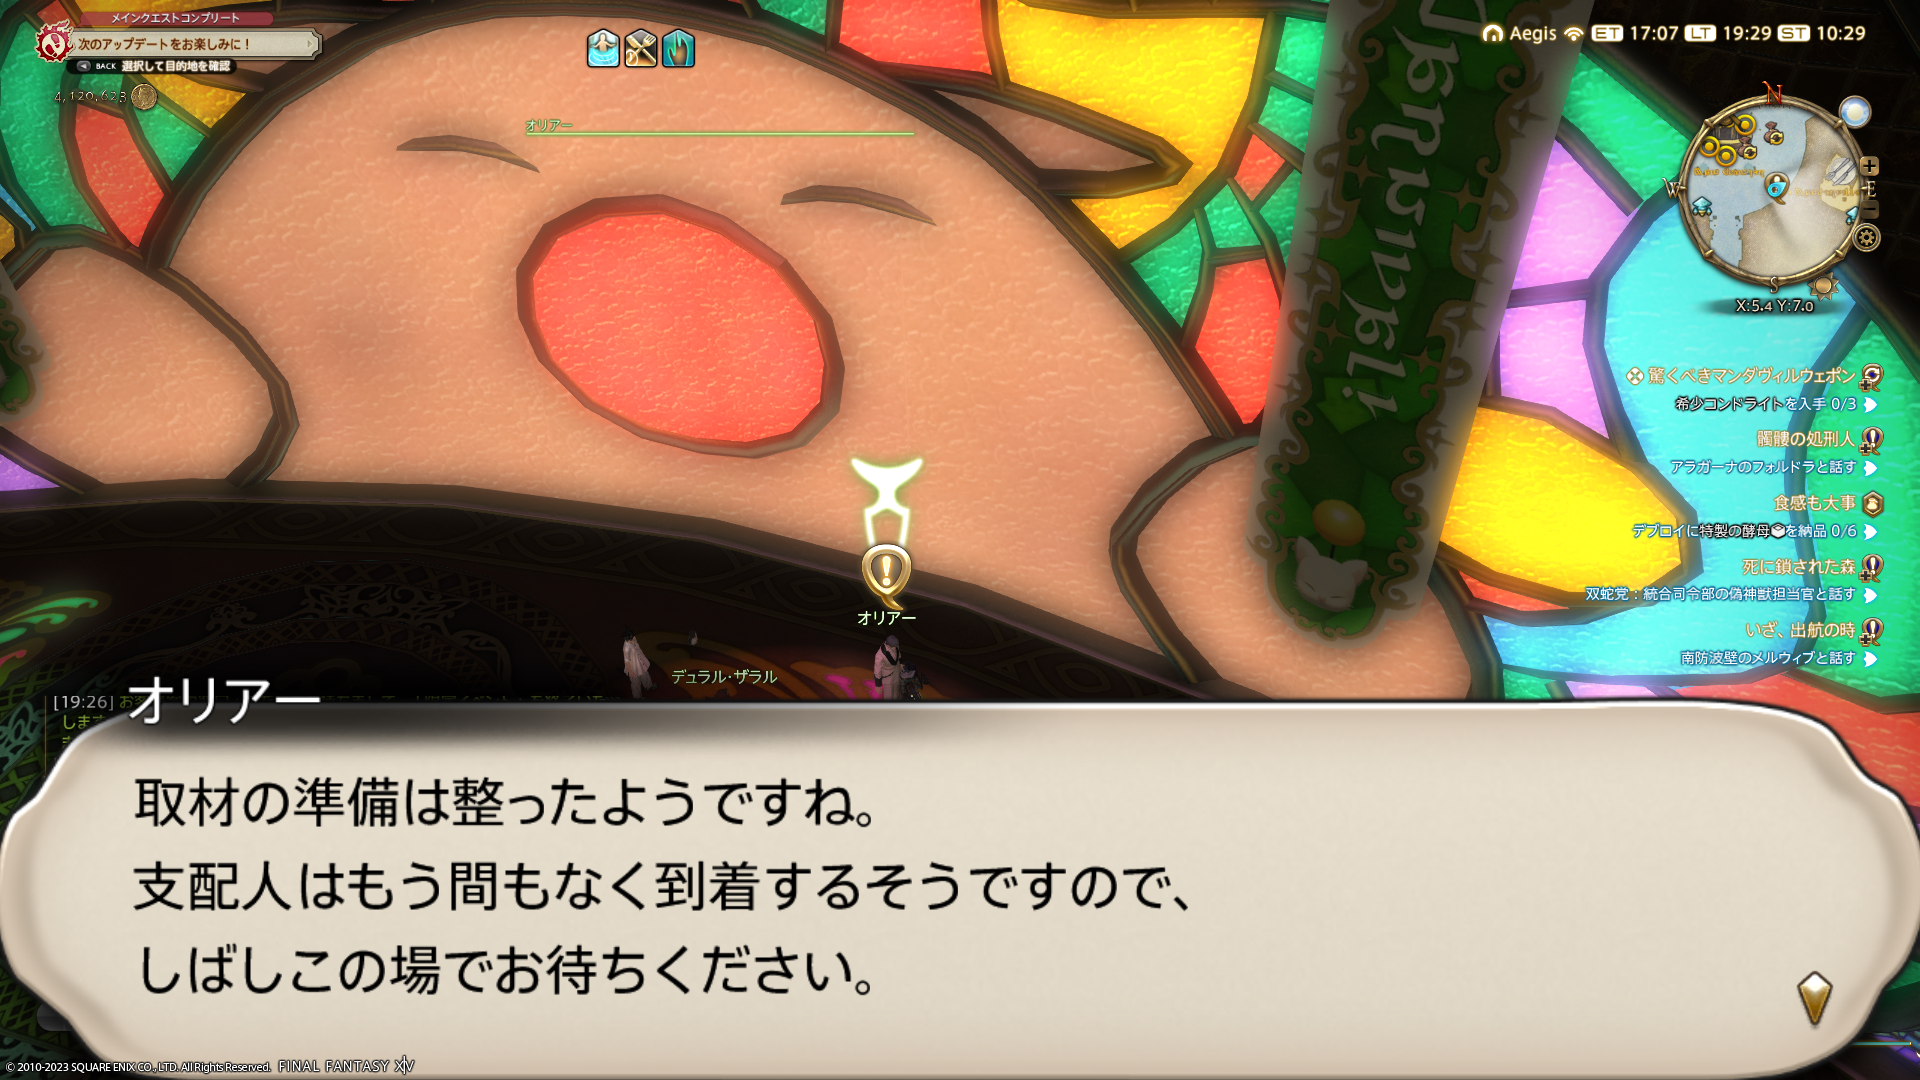 メインクエストコンプリート
次のアップデートをお楽しみに！
BACK 選択して目的地を確認
4,120,623
オリアー
Aegis ET 17:07 LT 19:29 ST 10:29
N
W
E
S
X:5.4 Y:7.0
驚くべきマンダヴィルウェポン
希少コンドライトを入手 0/3
髑髏の処刑人
アラガーナのフォルドラと話す
食感も大事
デブロイに特製の酵母を納品 0/6
死に鎖された森
双蛇党：統合司令部の偽神獣担当官と話す
いざ、出航の時
南防波壁のメルウィブと話す
オリアー
デュラル・ザラル
[19:26]
オリアー
取材の準備は整ったようですね。
支配人はもう間もなく到着するそうですので、
しばしこの場でお待ちください。
© 2010-2023 SQUARE ENIX CO., LTD. All Rights Reserved. FINAL FANTASY XIV